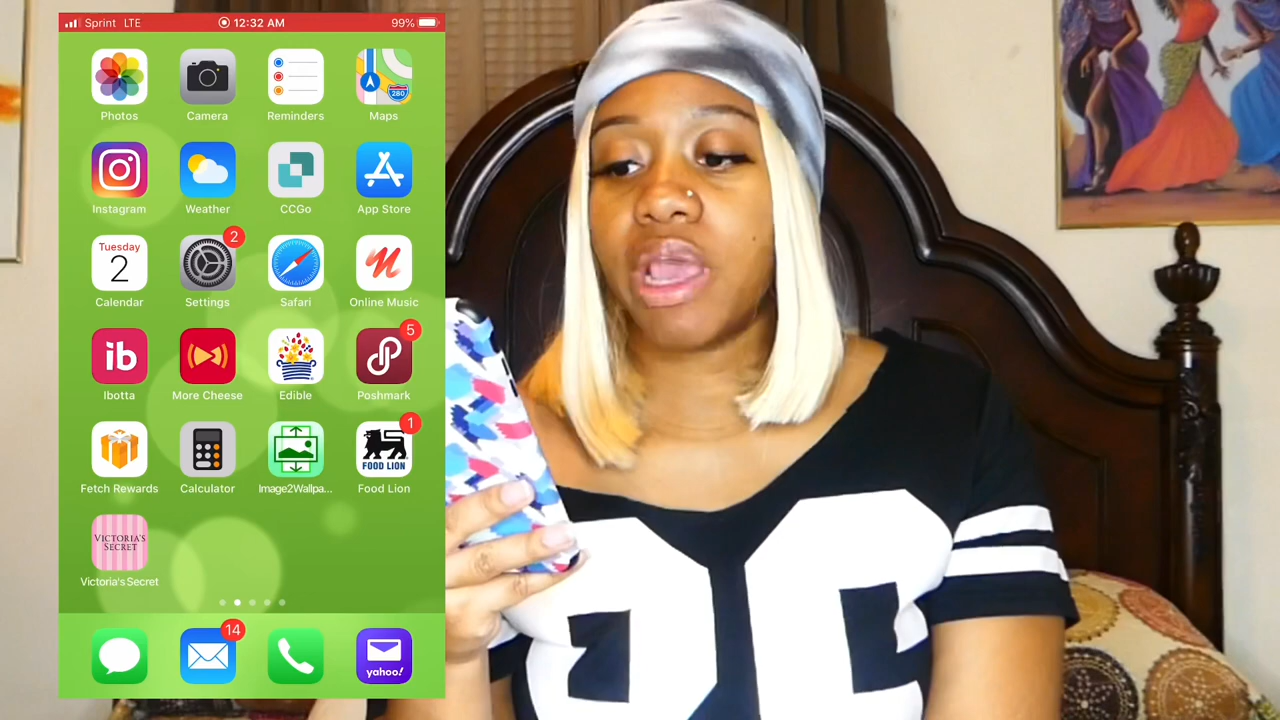 Sprint LTE 12:32 AM 99%
Photos Camera Reminders Maps
280
Instagram Weather CCGo App Store
Tuesday
2
2
Calendar Settings Safari Online Music
ib
5
Ibotta More Cheese Edible Poshmark
1
FOOD LION
Fetch Rewards Calculator Image2Wallpa... Food Lion
VICTORIA'S
SECRET
Victoria's Secret
14
yahoo!